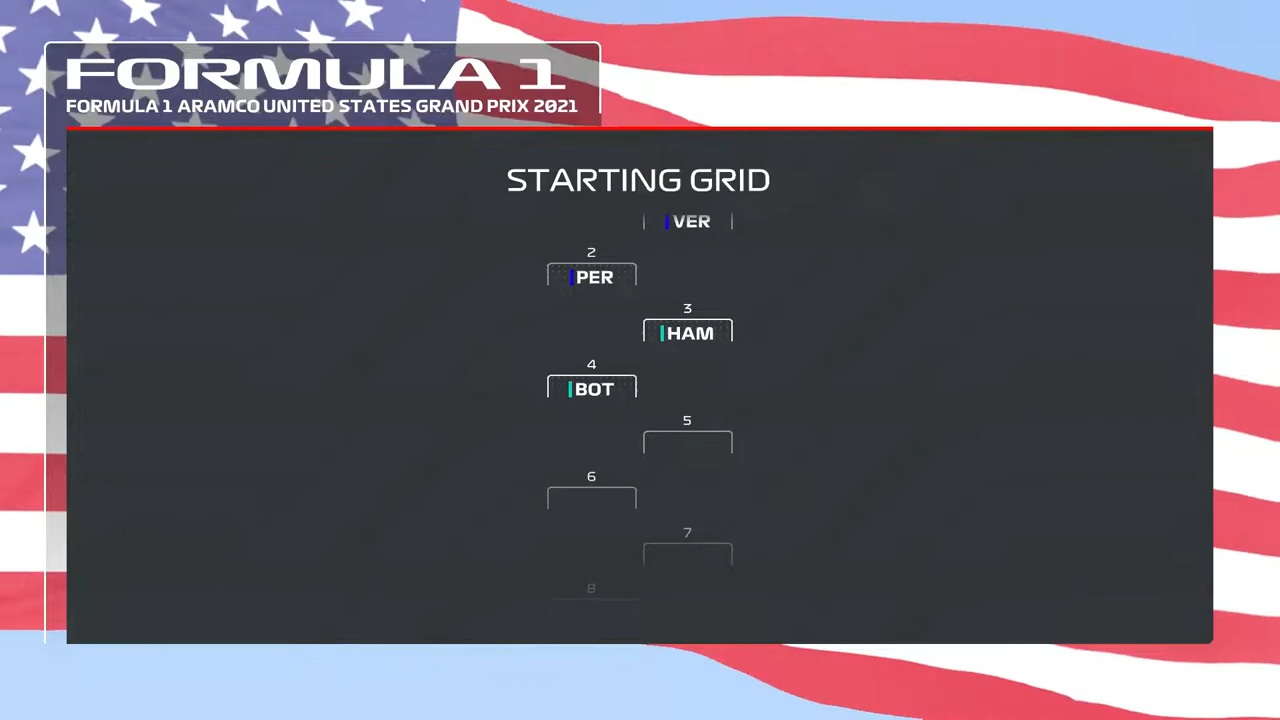 FORMULA 1
FORMULA 1 ARAMCO UNITED STATES GRAND PRIX 2021
STARTING GRID
VER
2
PER
3
HAM
4
BOT
5
6
7
8